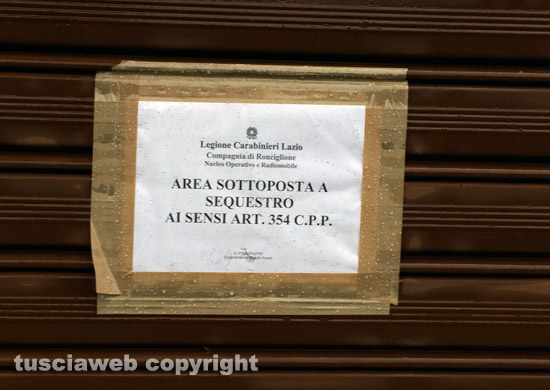 Legione Carabinieri Lazio
Compagnia di Ronciglione
Nucleo Operativo e Radiomobile
AREA SOTTOPOSTA A
SEQUESTRO
AI SENSI ART. 354 C.P.P.
tusciaweb copyright